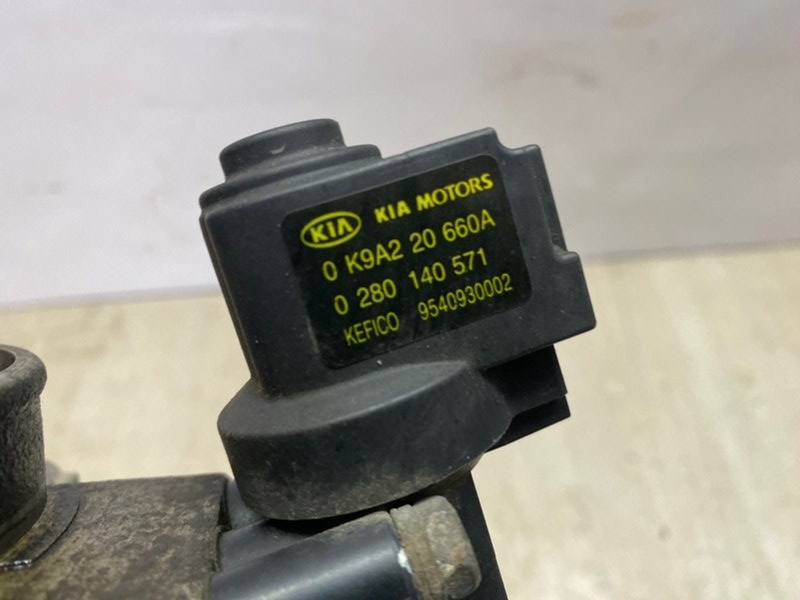 KIA KIA MOTORS
0 K9A2 20 660A
0 280 140 571
KEFICO 9540930002